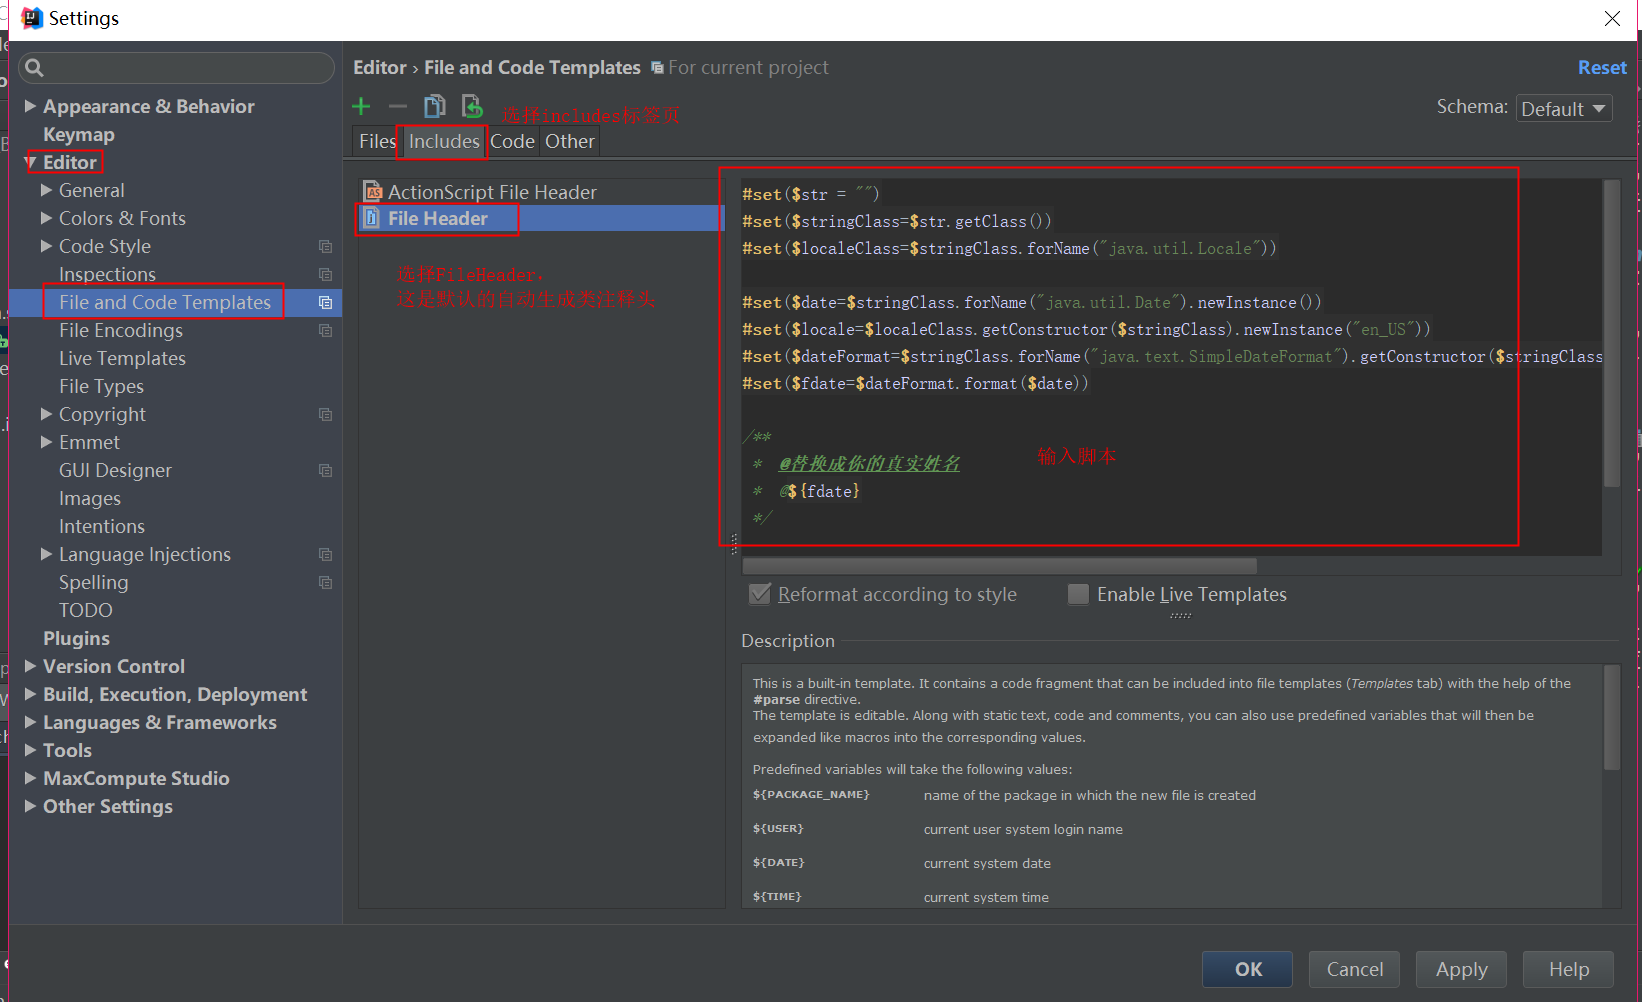 Settings
Editor › File and Code Templates For current project
Reset
选择includes标签页
Schema: Default
Files Includes Code Other
Appearance & Behavior
Keymap
Editor
General
Colors & Fonts
Code Style
Inspections
File and Code Templates
File Encodings
Live Templates
File Types
Copyright
Emmet
GUI Designer
Images
Intentions
Language Injections
Spelling
TODO
Plugins
Version Control
Build, Execution, Deployment
Languages & Frameworks
Tools
MaxCompute Studio
Other Settings
ActionScript File Header
File Header
选择FileHeader，
这是默认的自动生成类注释头
#set($str = "")
#set($stringClass=$str.getClass())
#set($localeClass=$stringClass.forName("java.util.Locale"))
#set($date=$stringClass.forName("java.util.Date").newInstance())
#set($locale=$localeClass.getConstructor($stringClass).newInstance("en_US"))
#set($dateFormat=$stringClass.forName("java.text.SimpleDateFormat").getConstructor($stringClass
#set($fdate=$dateFormat.format($date))
/**
* @替换成你的真实姓名
* @${fdate}
*/
输入脚本
Reformat according to style
Enable Live Templates
Description
This is a built-in template. It contains a code fragment that can be included into file templates (Templates tab) with the help of the
#parse directive.
The template is editable. Along with static text, code and comments, you can also use predefined variables that will then be
expanded like macros into the corresponding values.
Predefined variables will take the following values:
${PACKAGE_NAME} name of the package in which the new file is created
${USER} current user system login name
${DATE} current system date
${TIME} current system time
OK Cancel Apply Help